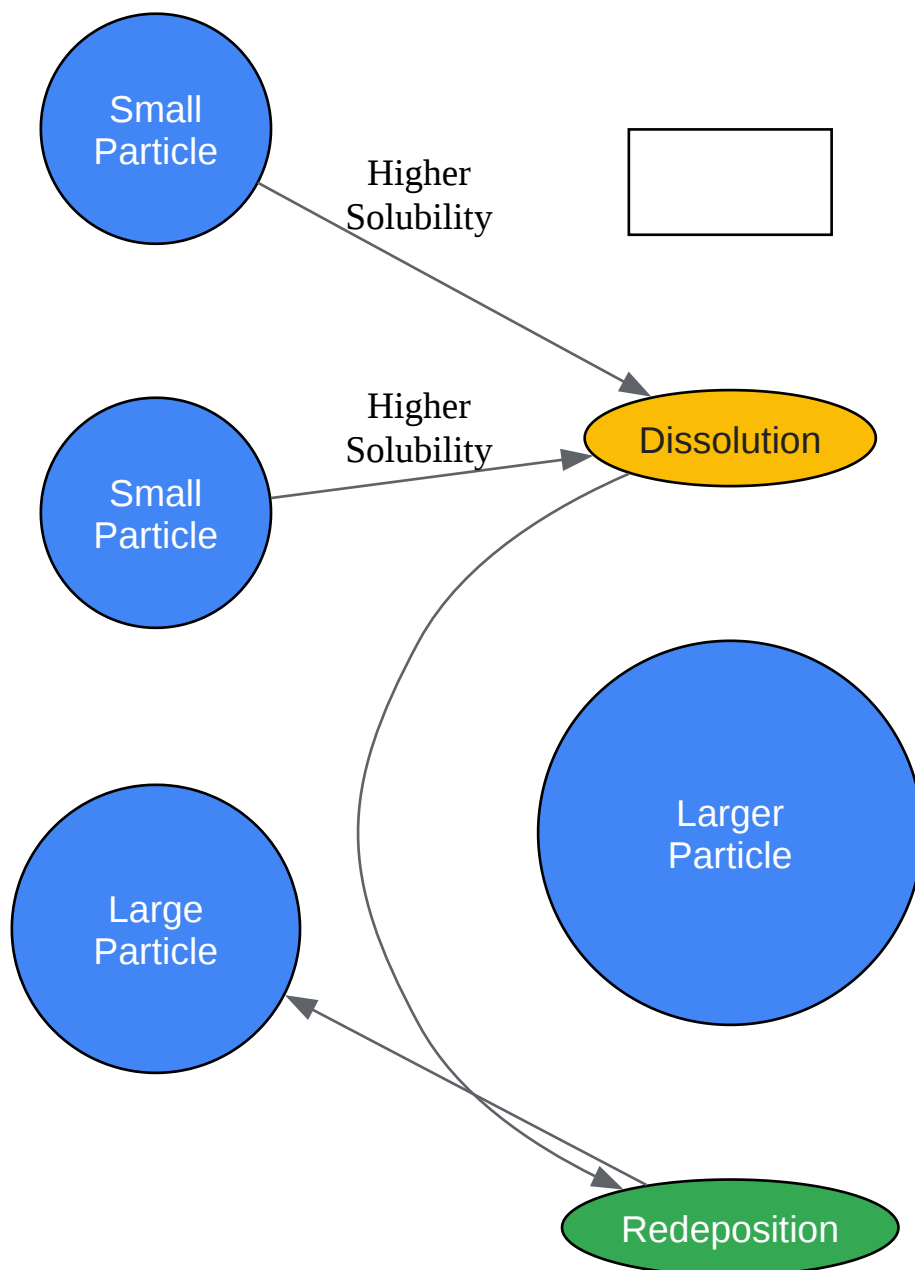 Small
Particle
Higher
Solubility
Higher
Solubility
Dissolution
Small
Particle
Larger
Particle
Large
Particle
Redeposition